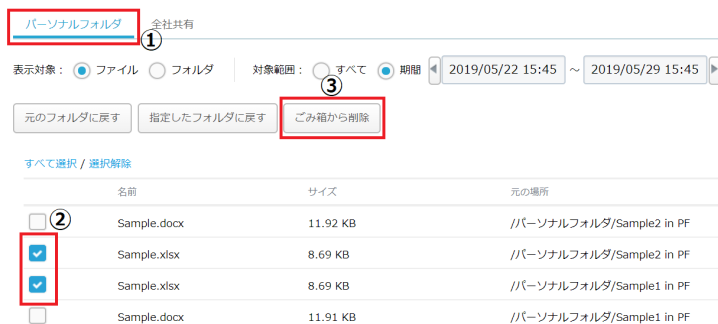 パーソナルフォルダ 全社共有
①
表示対象： ファイル フォルダ 対象範囲： すべて 期間 2019/05/22 15:45 ～ 2019/05/29 15:45
③
元のフォルダに戻す 指定したフォルダに戻す ごみ箱から削除
すべて選択 / 選択解除
名前 サイズ 元の場所
② Sample.docx 11.92 KB /パーソナルフォルダ/Sample2 in PF
Sample.xlsx 8.69 KB /パーソナルフォルダ/Sample2 in PF
Sample.xlsx 8.69 KB /パーソナルフォルダ/Sample1 in PF
Sample.docx 11.91 KB /パーソナルフォルダ/Sample1 in PF